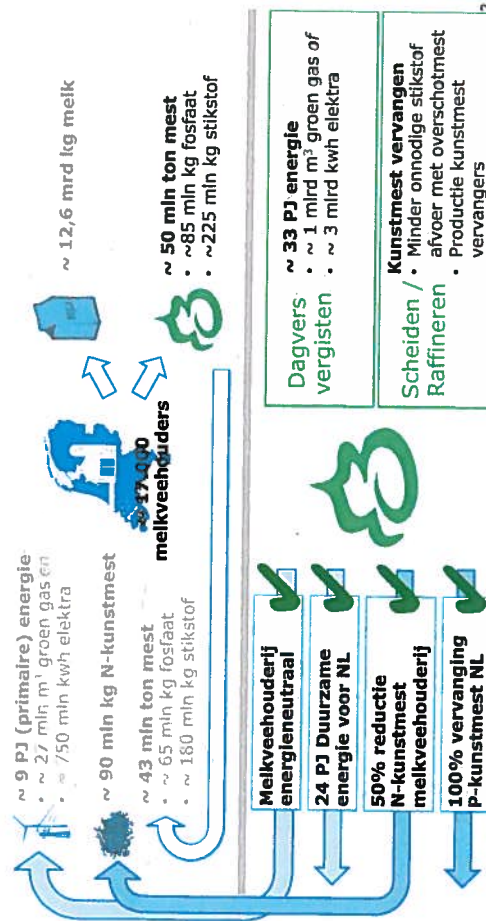 ~ 9 PJ (primaire) energie
• ~ 27 mln m³ groen gas en
• ~ 750 mln kwh elektra
~ 90 mln kg N-kunstmest
~ 43 mln ton mest
• ~ 65 mln kg fosfaat
• ~ 180 mln kg stikstof
~ 17.000
melkveehouders
~ 12,6 mrd kg melk
~ 50 mln ton mest
• ~85 mln kg fosfaat
• ~225 mln kg stikstof
Melkveehouderij
energieneutraal
24 PJ Duurzame
energie voor NL
50% reductie
N-kunstmest
melkveehouderij
100% vervanging
P-kunstmest NL
Dagvers
vergisten
~ 33 PJ energie
• ~ 1 mlrd m³ groen gas of
• ~ 3 mlrd kwh elektra
Scheiden /
Raffineren
Kunstmest vervangen
• Minder onnodige stikstof
afvoer met overschotmest
• Productie kunstmest
vervangers